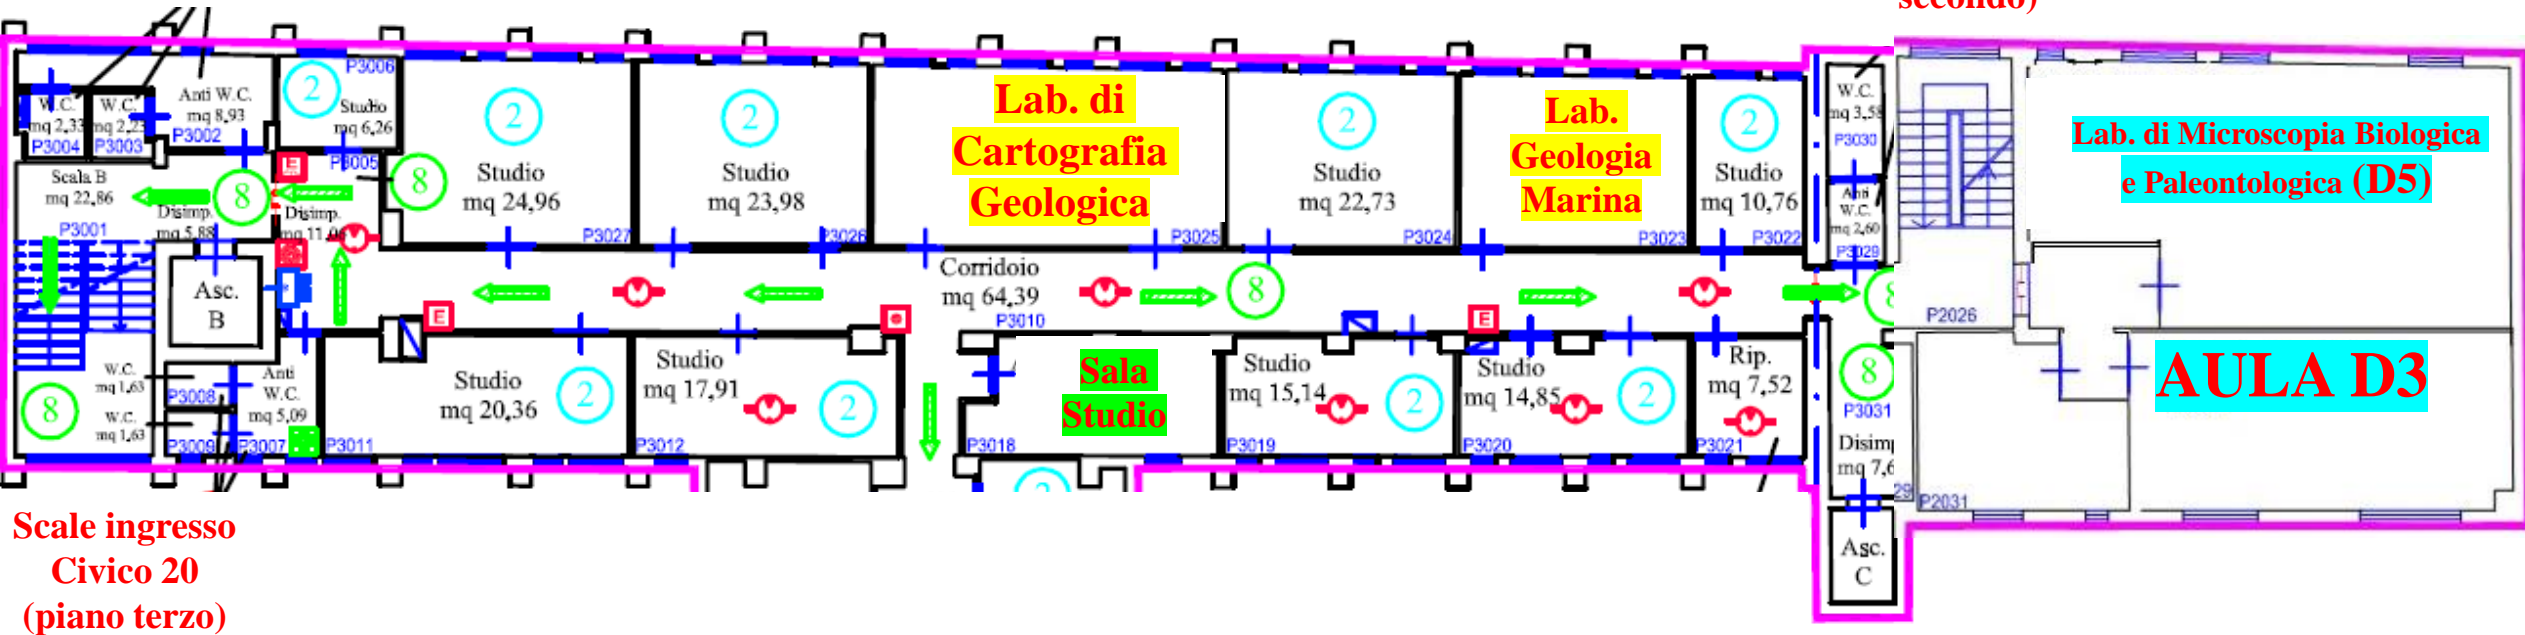 secondo)
P3006
W.C.
mq 2,33
P3004
W.C.
P3003
Anti W.C.
mq 8,93
P3002
2
Studio
mq 6,26
P3005
E
8
Scala B
mq 22,86
P3001
8
Disimp.
mq 5,88
Disimp.
2
Studio
mq 24,96
P3027
2
Studio
mq 23,98
P3026
Lab. di
Cartografia
Geologica
P3025
2
Studio
mq 22,73
P3024
Lab.
Geologia
Marina
P3023
2
Studio
mq 10,76
P3022
W.C.
mq 3,58
P3030
Anti
W.C.
mq 2,60
P3029
Lab. di Microscopia Biologica
e Paleontologica (D5)
Asc.
B
E
Corridoio
mq 64,39
P3010
8
E
8
P2026
W.C.
mq 1,63
P3008
W.C.
mq 1,63
P3009
8
Anti
W.C.
mq 5,09
P3007
Studio
mq 20,36
2
P3011
Studio
mq 17,91
2
P3012
Sala
Studio
P3018
2
Studio
mq 15,14
2
P3019
Studio
mq 14,85
2
P3020
Rip.
mq 7,52
P3021
8
P3031
AULA D3
P2031
Asc.
C
Scale ingresso
Civico 20
(piano terzo)